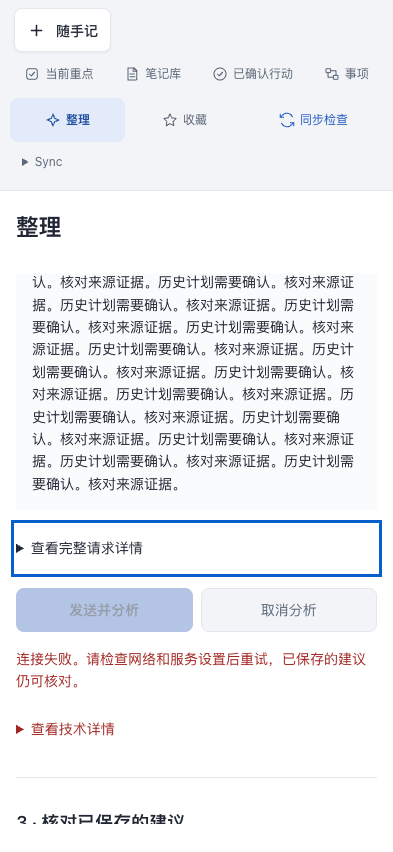 随手记
当前重点 笔记库 已确认行动 事项
整理 收藏 同步检查
Sync
整理
认。核对来源证据。历史计划需要确认。核对来源证
据。历史计划需要确认。核对来源证据。历史计划需
要确认。核对来源证据。历史计划需要确认。核对来
源证据。历史计划需要确认。核对来源证据。历史计
划需要确认。核对来源证据。历史计划需要确认。核
对来源证据。历史计划需要确认。核对来源证据。历
史计划需要确认。核对来源证据。历史计划需要确
认。核对来源证据。历史计划需要确认。核对来源证
据。历史计划需要确认。核对来源证据。历史计划需
要确认。核对来源证据。
查看完整请求详情
发送并分析 取消分析
连接失败。请检查网络和服务设置后重试，已保存的建议
仍可核对。
查看技术详情
3. 核对已保存的建议